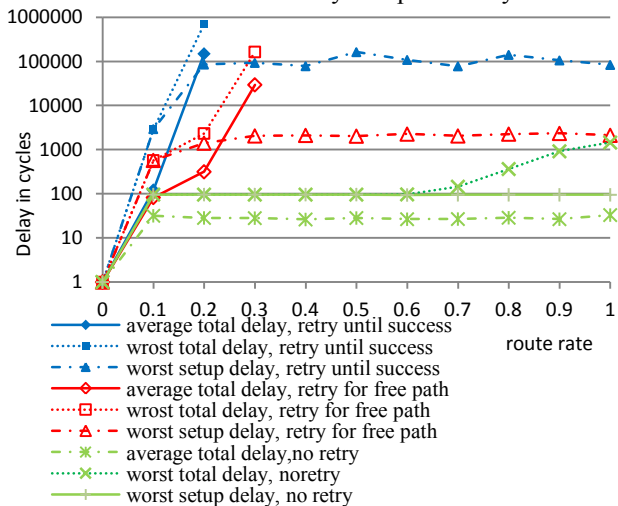 1000000
100000
10000
1000
100
10
1
Delay in cycles
0 0.1 0.2 0.3 0.4 0.5 0.6 0.7 0.8 0.9 1
route rate
average total delay, retry until success
wrost total delay, retry until success
worst setup delay, retry until success
average total delay, retry for free path
wrost total delay, retry for free path
worst setup delay, retry for free path
average total delay,no retry
worst total delay, noretry
worst setup delay, no retry